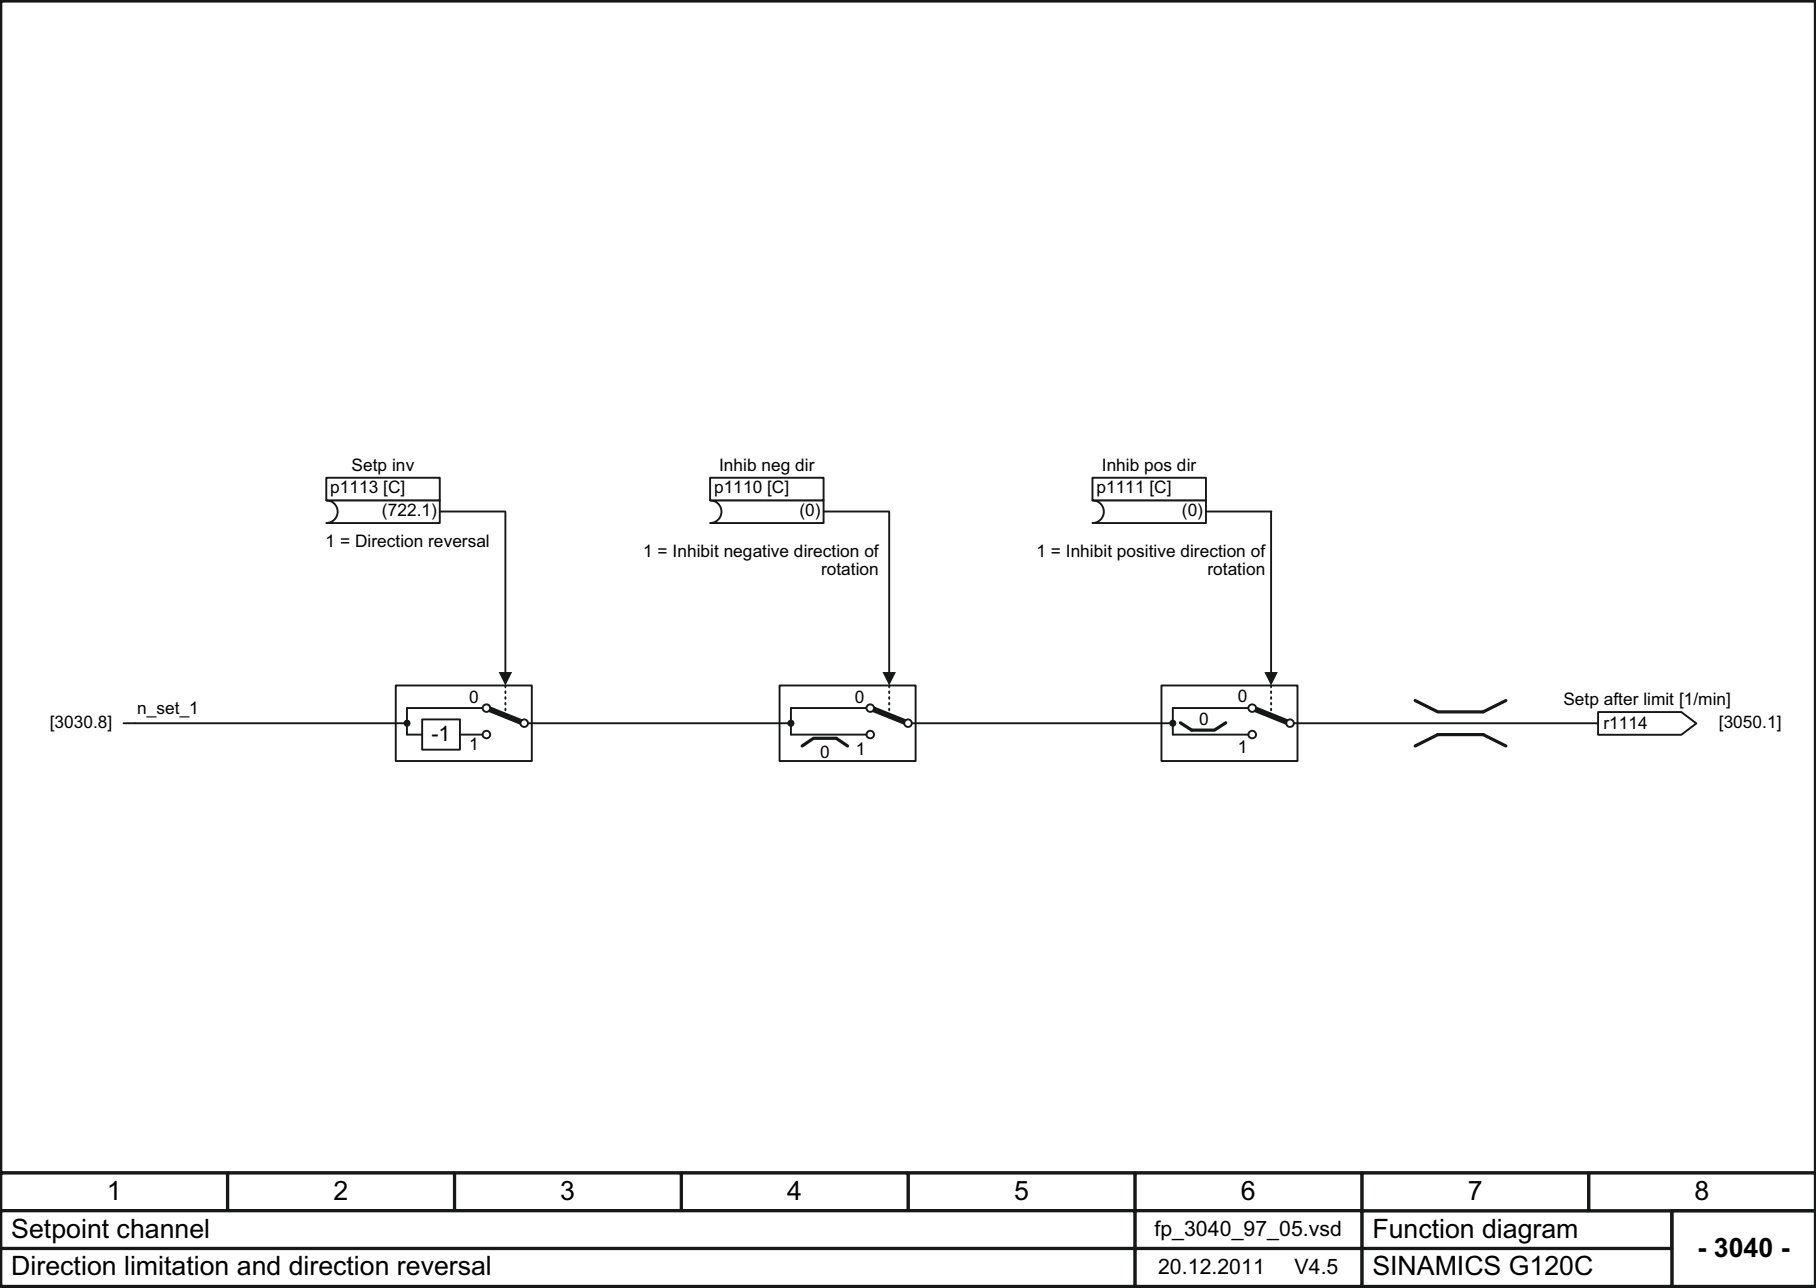 Setp inv
p1113 [C]
(722.1)
1 = Direction reversal
Inhib neg dir
p1110 [C]
(0)
1 = Inhibit negative direction of
rotation
Inhib pos dir
p1111 [C]
(0)
1 = Inhibit positive direction of
rotation
[3030.8]
n_set_1
0
-1
1
0
0
1
0
0
1
Setp after limit [1/min]
r1114
[3050.1]
1 2 3 4 5 6 7 8
Setpoint channel
fp_3040_97_05.vsd
Function diagram
- 3040 -
Direction limitation and direction reversal
20.12.2011 V4.5
SINAMICS G120C